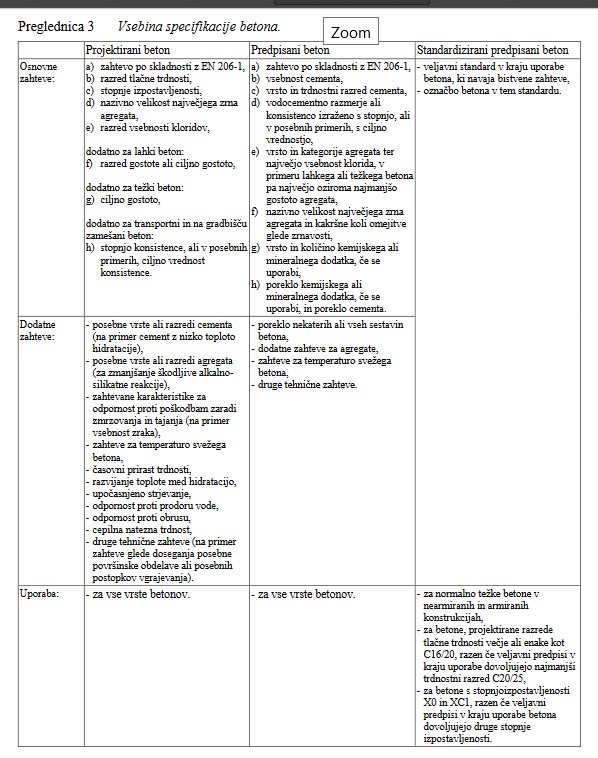 Preglednica 3 Vsebina specifikacije betona.
Zoom
Projektirani beton
Predpisani beton
Standardizirani predpisani beton
Osnovne
zahteve:
a) zahtevo po skladnosti z EN 206-1,
b) razred tlačne trdnosti,
c) stopnje izpostavljenosti,
d) nazivno velikost največjega zrna
agregata,
e) razred vsebnosti kloridov,
dodatno za lahki beton:
f) razred gostote ali ciljno gostoto,
dodatno za težki beton:
g) ciljno gostoto,
dodatno za transportni in na gradbišču
zamešani beton:
h) stopnjo konsistence, ali v posebnih
primerih, ciljno vrednost
konsistence.
a) zahtevo po skladnosti z EN 206-1,
b) vsebnost cementa,
c) vrsto in trdnostni razred cementa,
d) vodocementno razmerje ali
konsistenco izraženo s stopnjo, ali
v posebnih primerih, s ciljno
vrednostjo,
e) vrsto in kategorije agregata ter
največjo vsebnost klorida, v
primeru lahkega ali težkega betona
pa največjo oziroma najmanjšo
gostoto agregata,
f) nazivno velikost največjega zrna
agregata in kakršne koli omejitve
glede zrnavosti,
g) vrsto in količino kemijskega ali
mineralnega dodatka, če se
uporabi,
h) poreklo kemijskega ali
mineralnega dodatka, če se
uporabi, in poreklo cementa.
- veljavni standard v kraju uporabe
betona, ki navaja bistvene zahteve,
- označbo betona v tem standardu.
Dodatne
zahteve:
- posebne vrste ali razredi cementa
(na primer cement z nizko toploto
hidratacije),
- posebne vrste ali razredi agregata
(za zmanjšanje škodljive alkalno-
silikatne reakcije),
- zahtevane karakteristike za
odpornost proti poškodbam zaradi
zmrzovanja in tajanja (na primer
vsebnost zraka),
- zahteve za temperaturo svežega
betona,
- časovni prirast trdnosti,
- razvijanje toplote med hidratacijo,
- upočasnjeno strjevanje,
- odpornost proti prodoru vode,
- odpornost proti obrusu,
- cepilna natezna trdnost,
- druge tehnične zahteve (na primer
zahteve glede doseganja posebne
površinske obdelave ali posebnih
postopkov vgrajevanja).
- poreklo nekaterih ali vseh sestavin
betona,
- dodatne zahteve za agregate,
- zahteve za temperaturo svežega
betona,
- druge tehnične zahteve.
Uporaba:
- za vse vrste betonov.
- za vse vrste betonov.
- za normalno težke betone v
nearmiranih in armiranih
konstrukcijah,
- za betone, projektirane razrede
tlačne trdnosti večje ali enake kot
C16/20, razen če veljavni predpisi v
kraju uporabe dovoljujejo najmanjši
trdnostni razred C20/25,
- za betone s stopnjoizpostavljenosti
X0 in XC1, razen če veljavni
predpisi v kraju uporabe betona
dovoljujejo druge stopnje
izpostavljenosti.